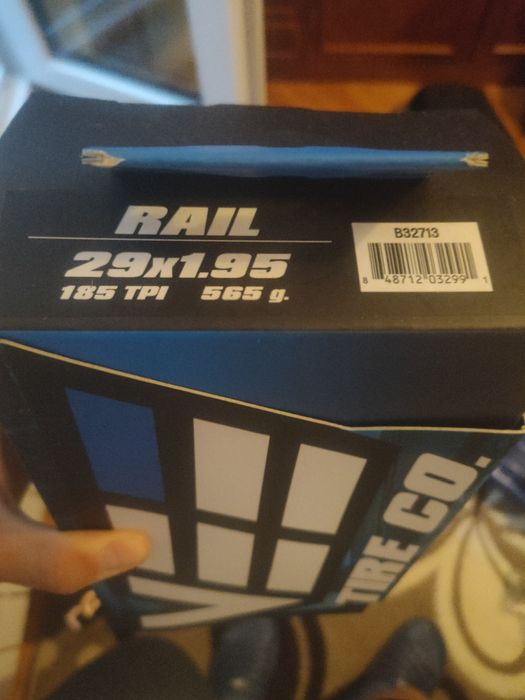 RAIL
29x1.95
185 TPI 565 g.
B32713
8 48712 03299 1
TIRE CO.